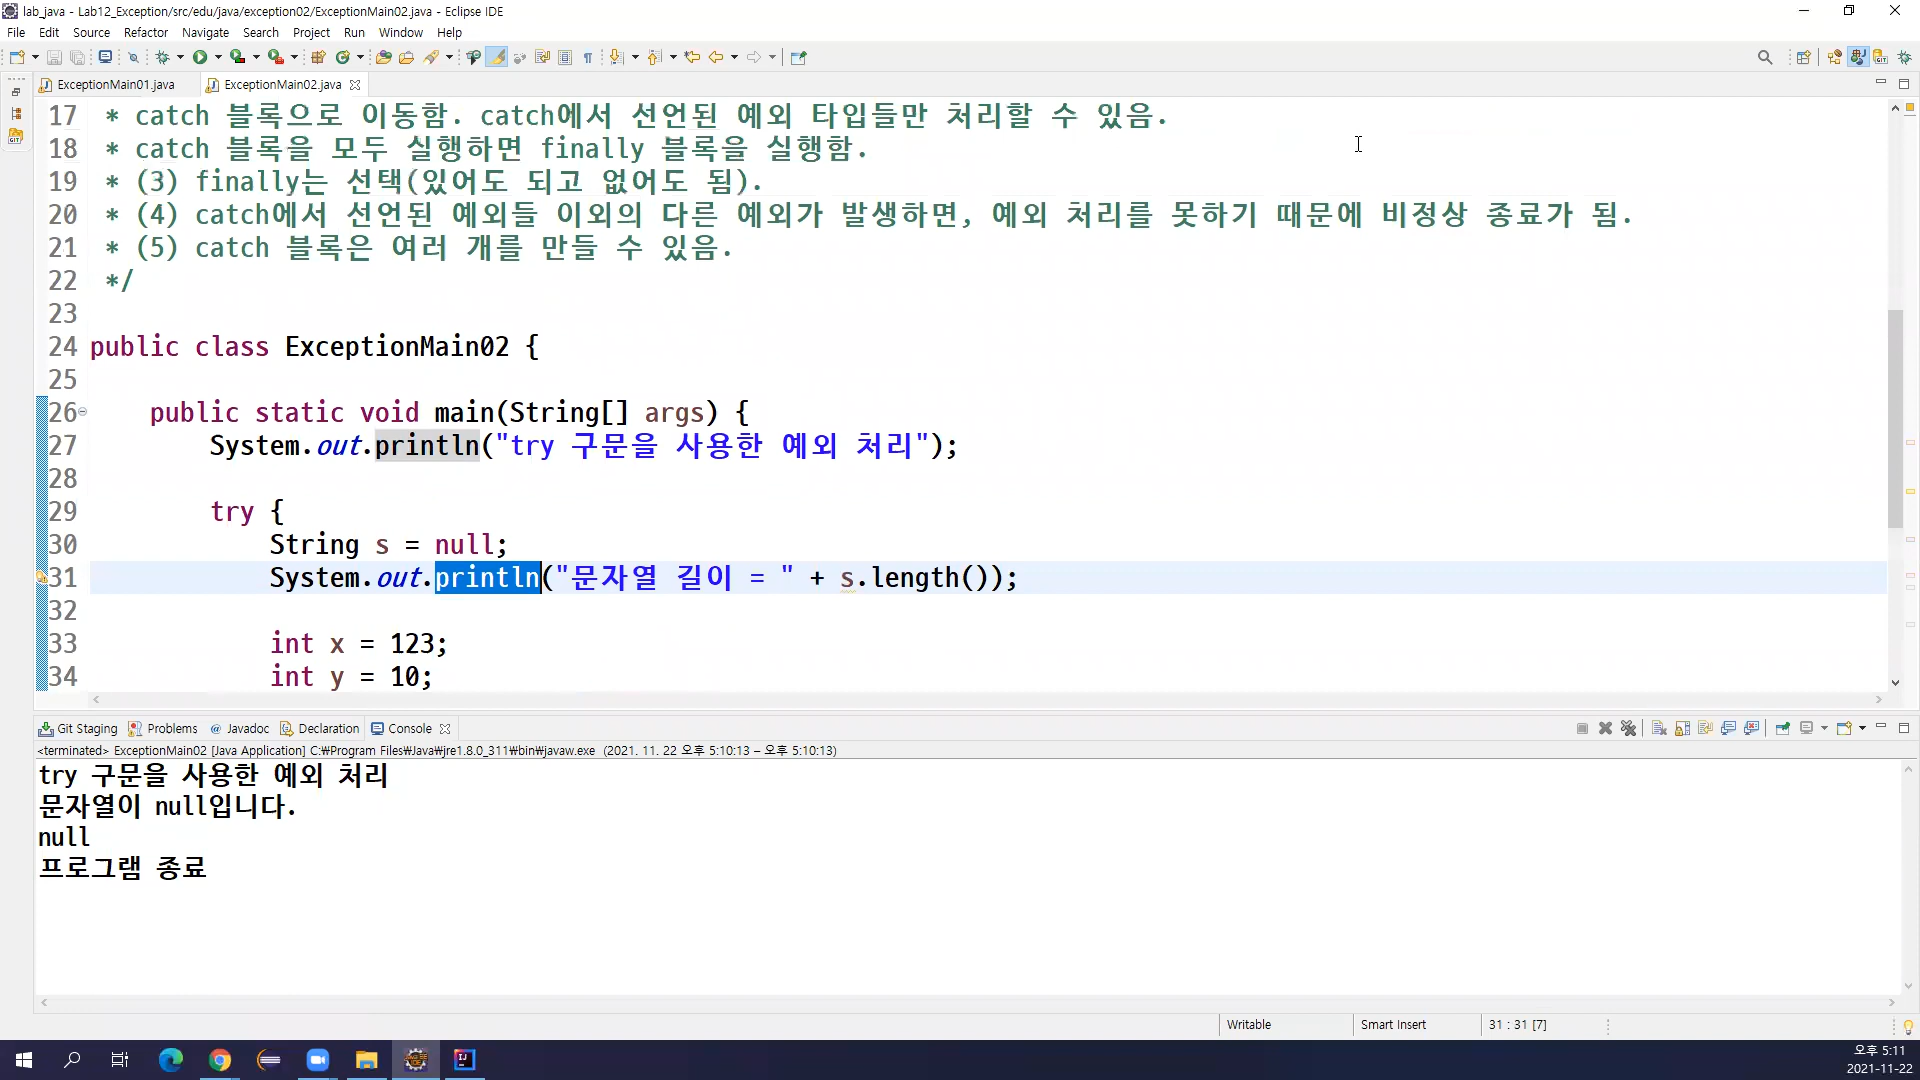 lab_java - Lab12_Exception/src/edu/java/exception02/ExceptionMain02.java - Eclipse IDE
File Edit Source Refactor Navigate Search Project Run Window Help
ExceptionMain01.java ExceptionMain02.java
17 * catch 블록으로 이동함. catch에서 선언된 예외 타입들만 처리할 수 있음.
18 * catch 블록을 모두 실행하면 finally 블록을 실행함.
19 * (3) finally는 선택(있어도 되고 없어도 됨).
20 * (4) catch에서 선언된 예외들 이외의 다른 예외가 발생하면, 예외 처리를 못하기 때문에 비정상 종료가 됨.
21 * (5) catch 블록은 여러 개를 만들 수 있음.
22 */
23
24 public class ExceptionMain02 {
25
26 public static void main(String[] args) {
27 System.out.println("try 구문을 사용한 예외 처리");
28
29 try {
30 String s = null;
31 System.out.println("문자열 길이 = " + s.length());
32
33 int x = 123;
34 int y = 10;
Git Staging Problems Javadoc Declaration Console
<terminated> ExceptionMain02 [Java Application] C:₩Program Files₩Java₩jre1.8.0_311₩bin₩javaw.exe (2021. 11. 22 오후 5:10:13 – 오후 5:10:13)
try 구문을 사용한 예외 처리
문자열이 null입니다.
null
프로그램 종료
Writable Smart Insert 31 : 31 [7]
오후 5:11
2021-11-22